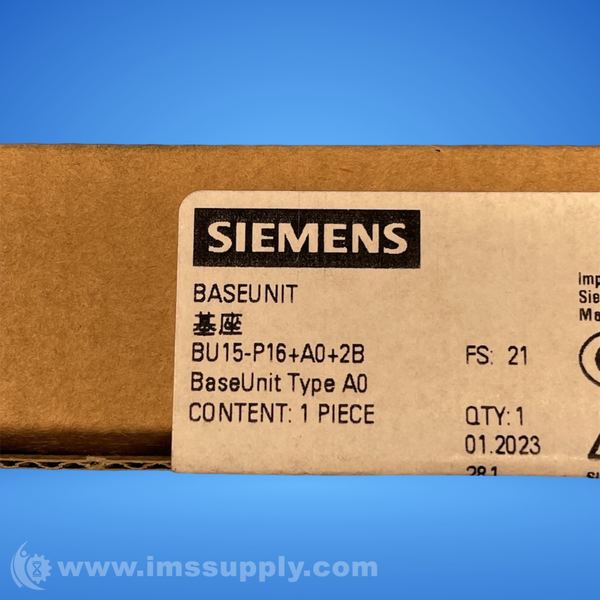 SIEMENS
BASEUNIT
基座
BU15-P16+A0+2B FS: 21
BaseUnit Type A0
CONTENT: 1 PIECE QTY: 1
01.2023
www.imssupply.com